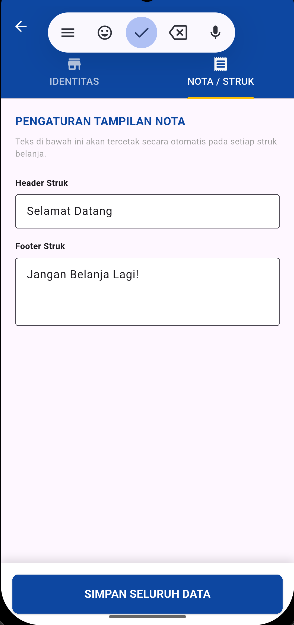 IDENTITAS
NOTA / STRUK
PENGATURAN TAMPILAN NOTA
Teks di bawah ini akan tercetak secara otomatis pada setiap struk
belanja.
Header Struk
Selamat Datang
Footer Struk
Jangan Belanja Lagi!
SIMPAN SELURUH DATA